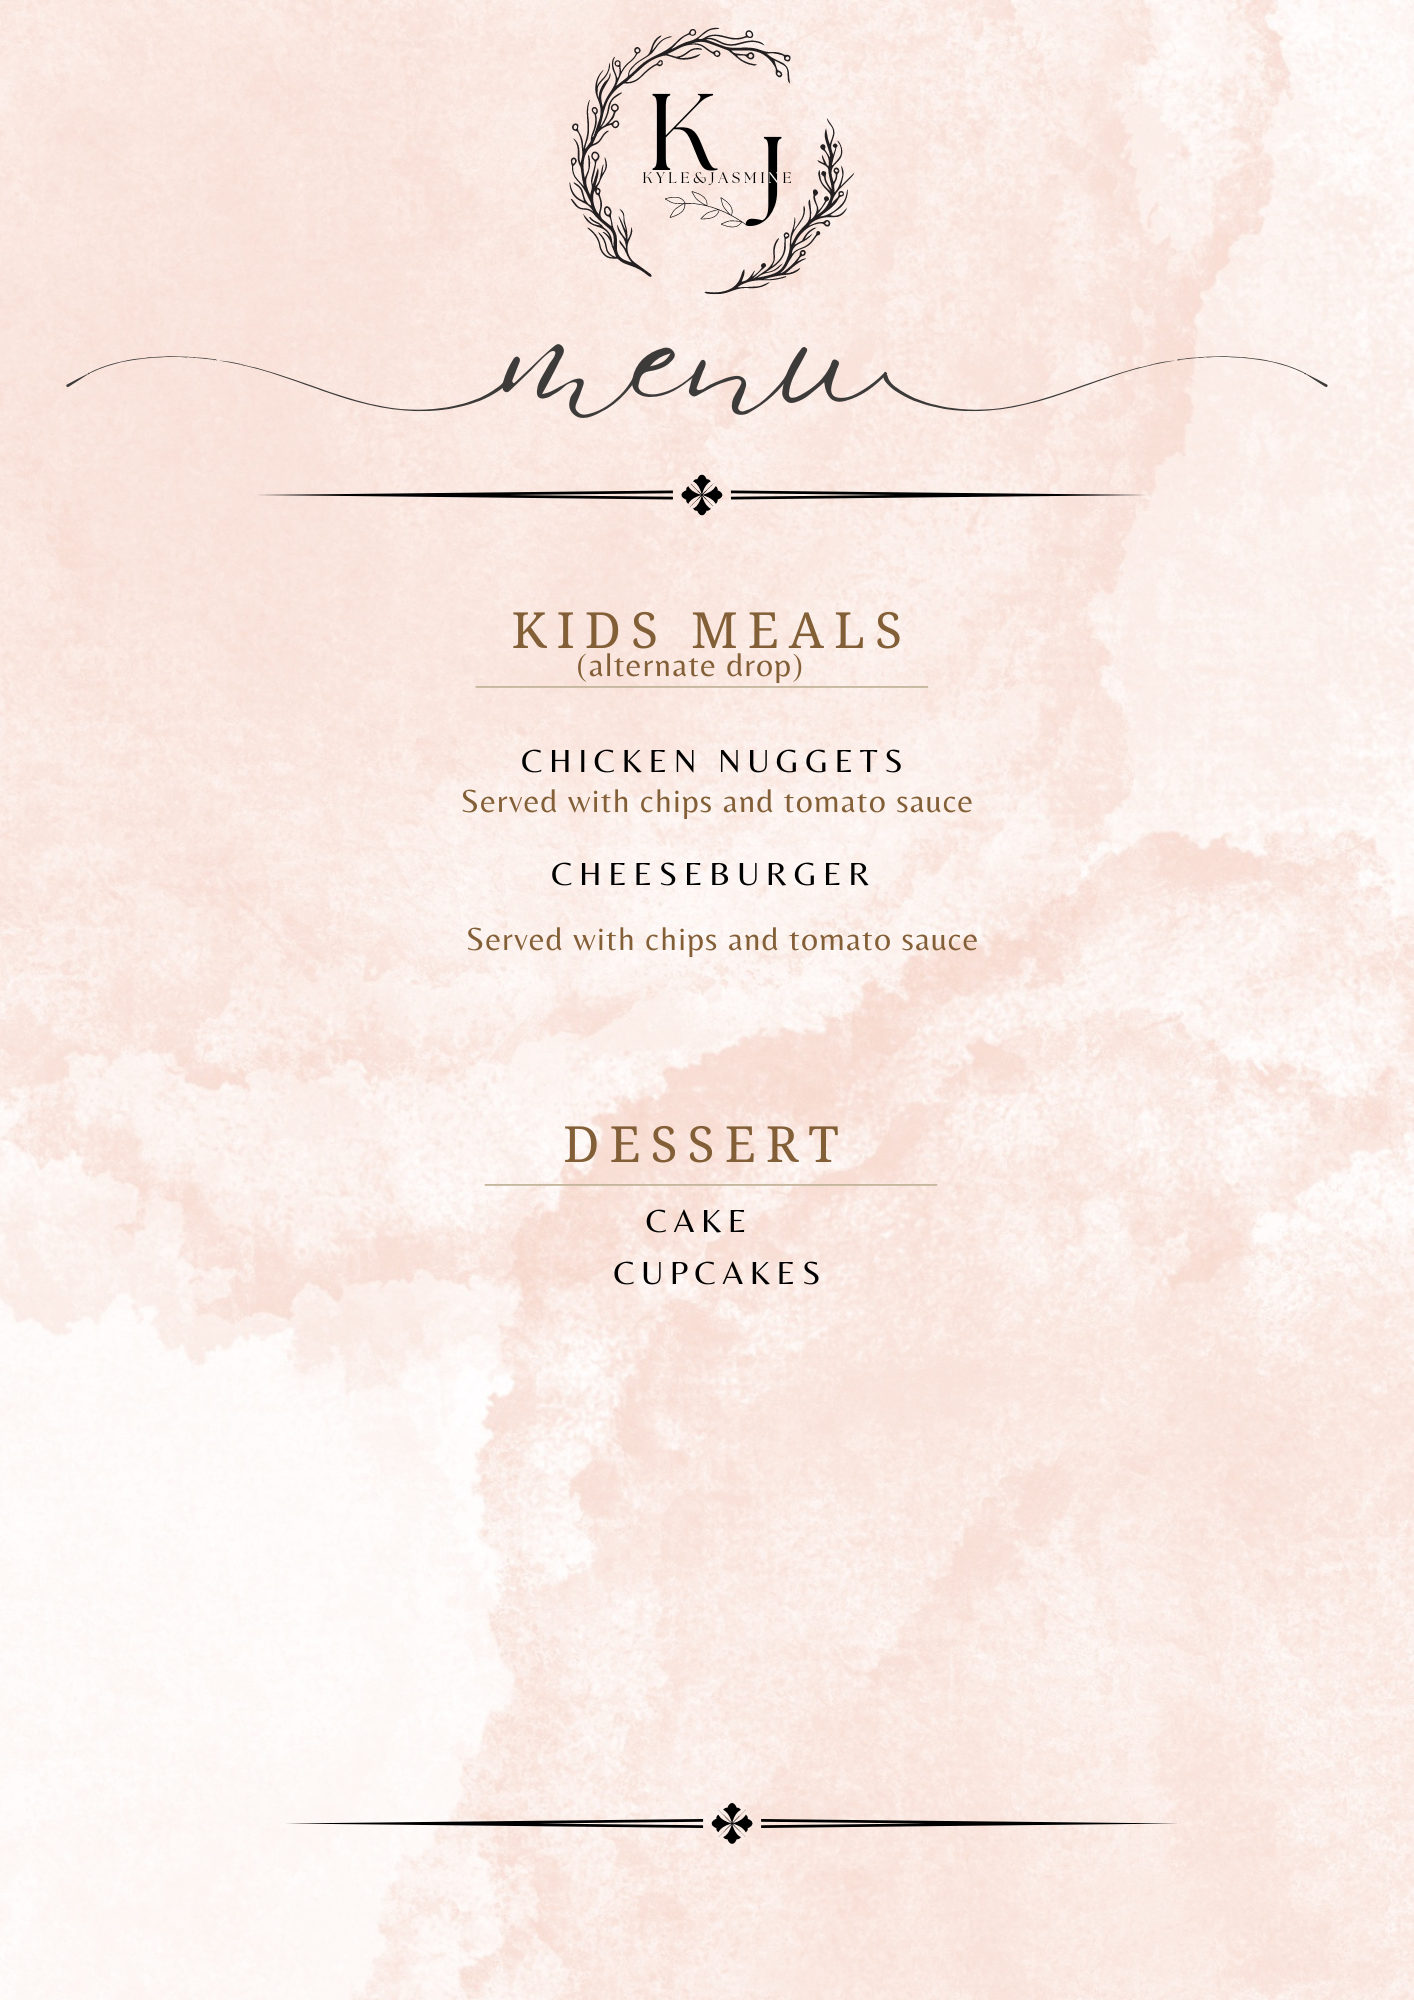 K J
KYLE&JASMINE
menu
KIDS MEALS
(alternate drop)
CHICKEN NUGGETS
Served with chips and tomato sauce
CHEESEBURGER
Served with chips and tomato sauce
DESSERT
CAKE
CUPCAKES